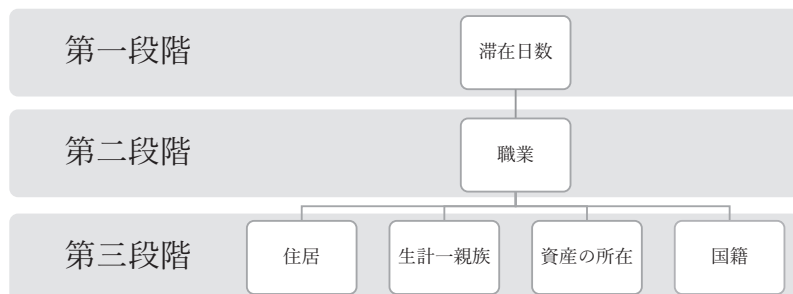 第一段階
滞在日数
第二段階
職業
第三段階
住居
生計一親族
資産の所在
国籍